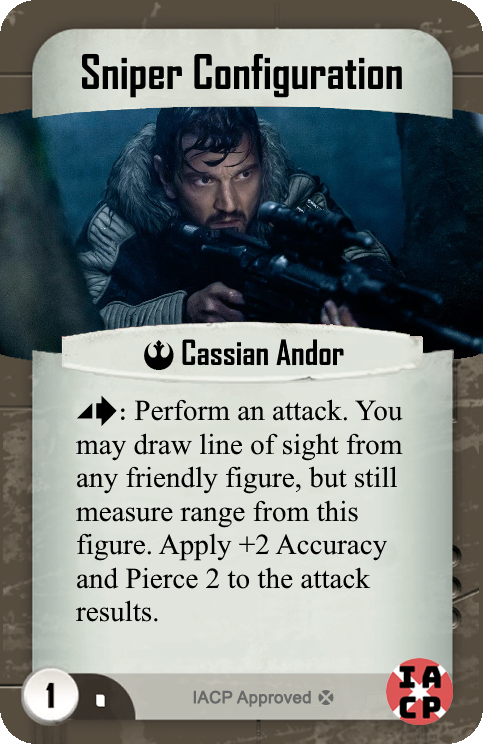 Sniper Configuration
Cassian Andor
: Perform an attack. You
may draw line of sight from
any friendly figure, but still
measure range from this
figure. Apply +2 Accuracy
and Pierce 2 to the attack
results.
1
IACP Approved
IA
CP